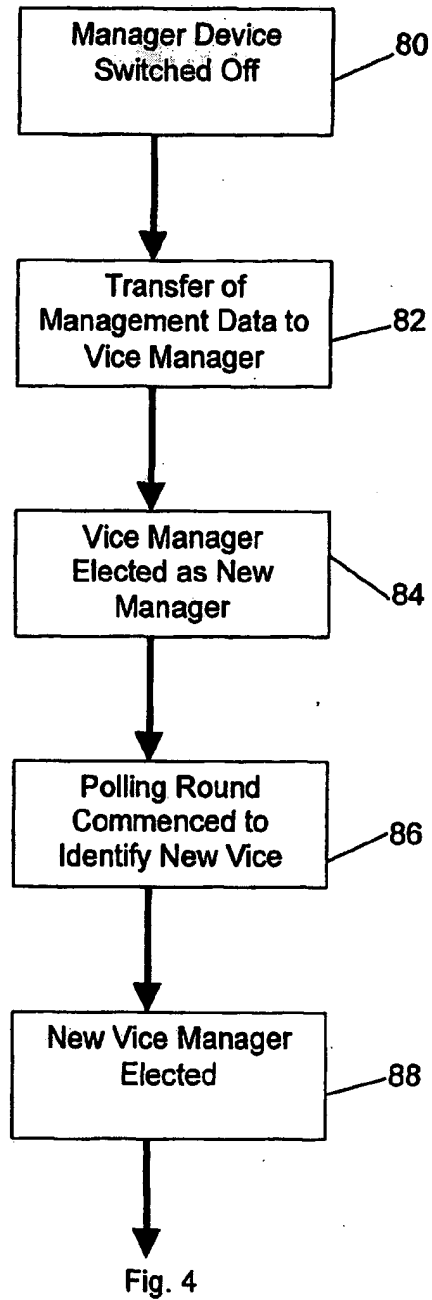 Manager Device
Switched Off
80
Transfer of
Management Data to
Vice Manager
82
Vice Manager
Elected as New
Manager
84
Polling Round
Commenced to
Identify New Vice
86
New Vice Manager
Elected
88
Fig. 4